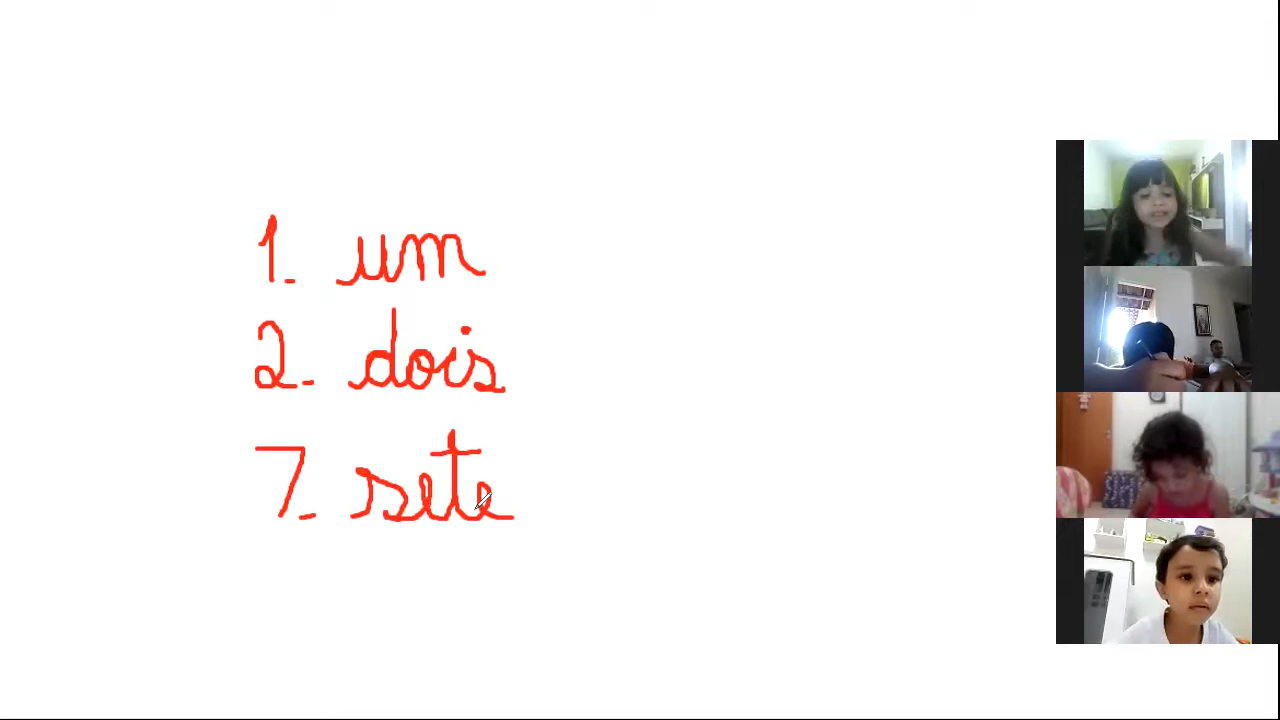 1. um
2. dois
7. sete